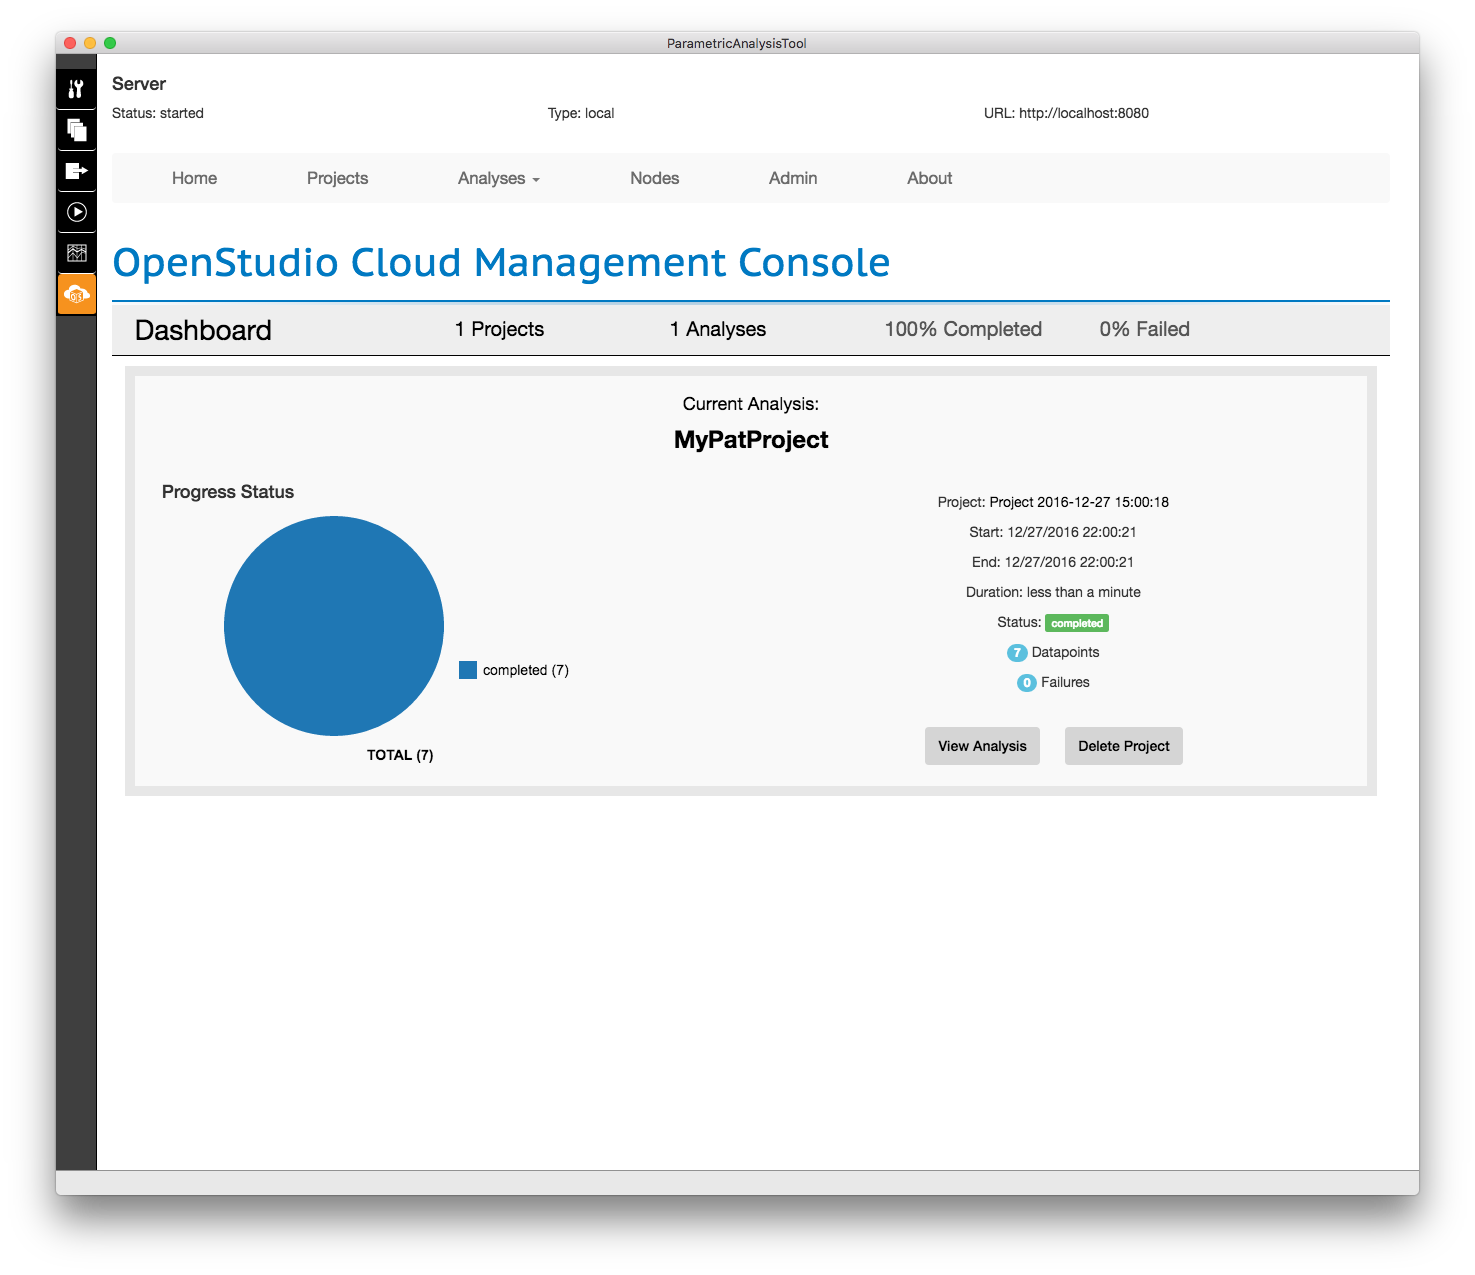 ParametricAnalysisTool
Server
Status: started Type: local URL: http://localhost:8080
Home Projects Analyses Nodes Admin About
OpenStudio Cloud Management Console
Dashboard 1 Projects 1 Analyses 100% Completed 0% Failed
Current Analysis:
MyPatProject
Progress Status
completed (7)
TOTAL (7)
Project: Project 2016-12-27 15:00:18
Start: 12/27/2016 22:00:21
End: 12/27/2016 22:00:21
Duration: less than a minute
Status: completed
7 Datapoints
0 Failures
View Analysis Delete Project